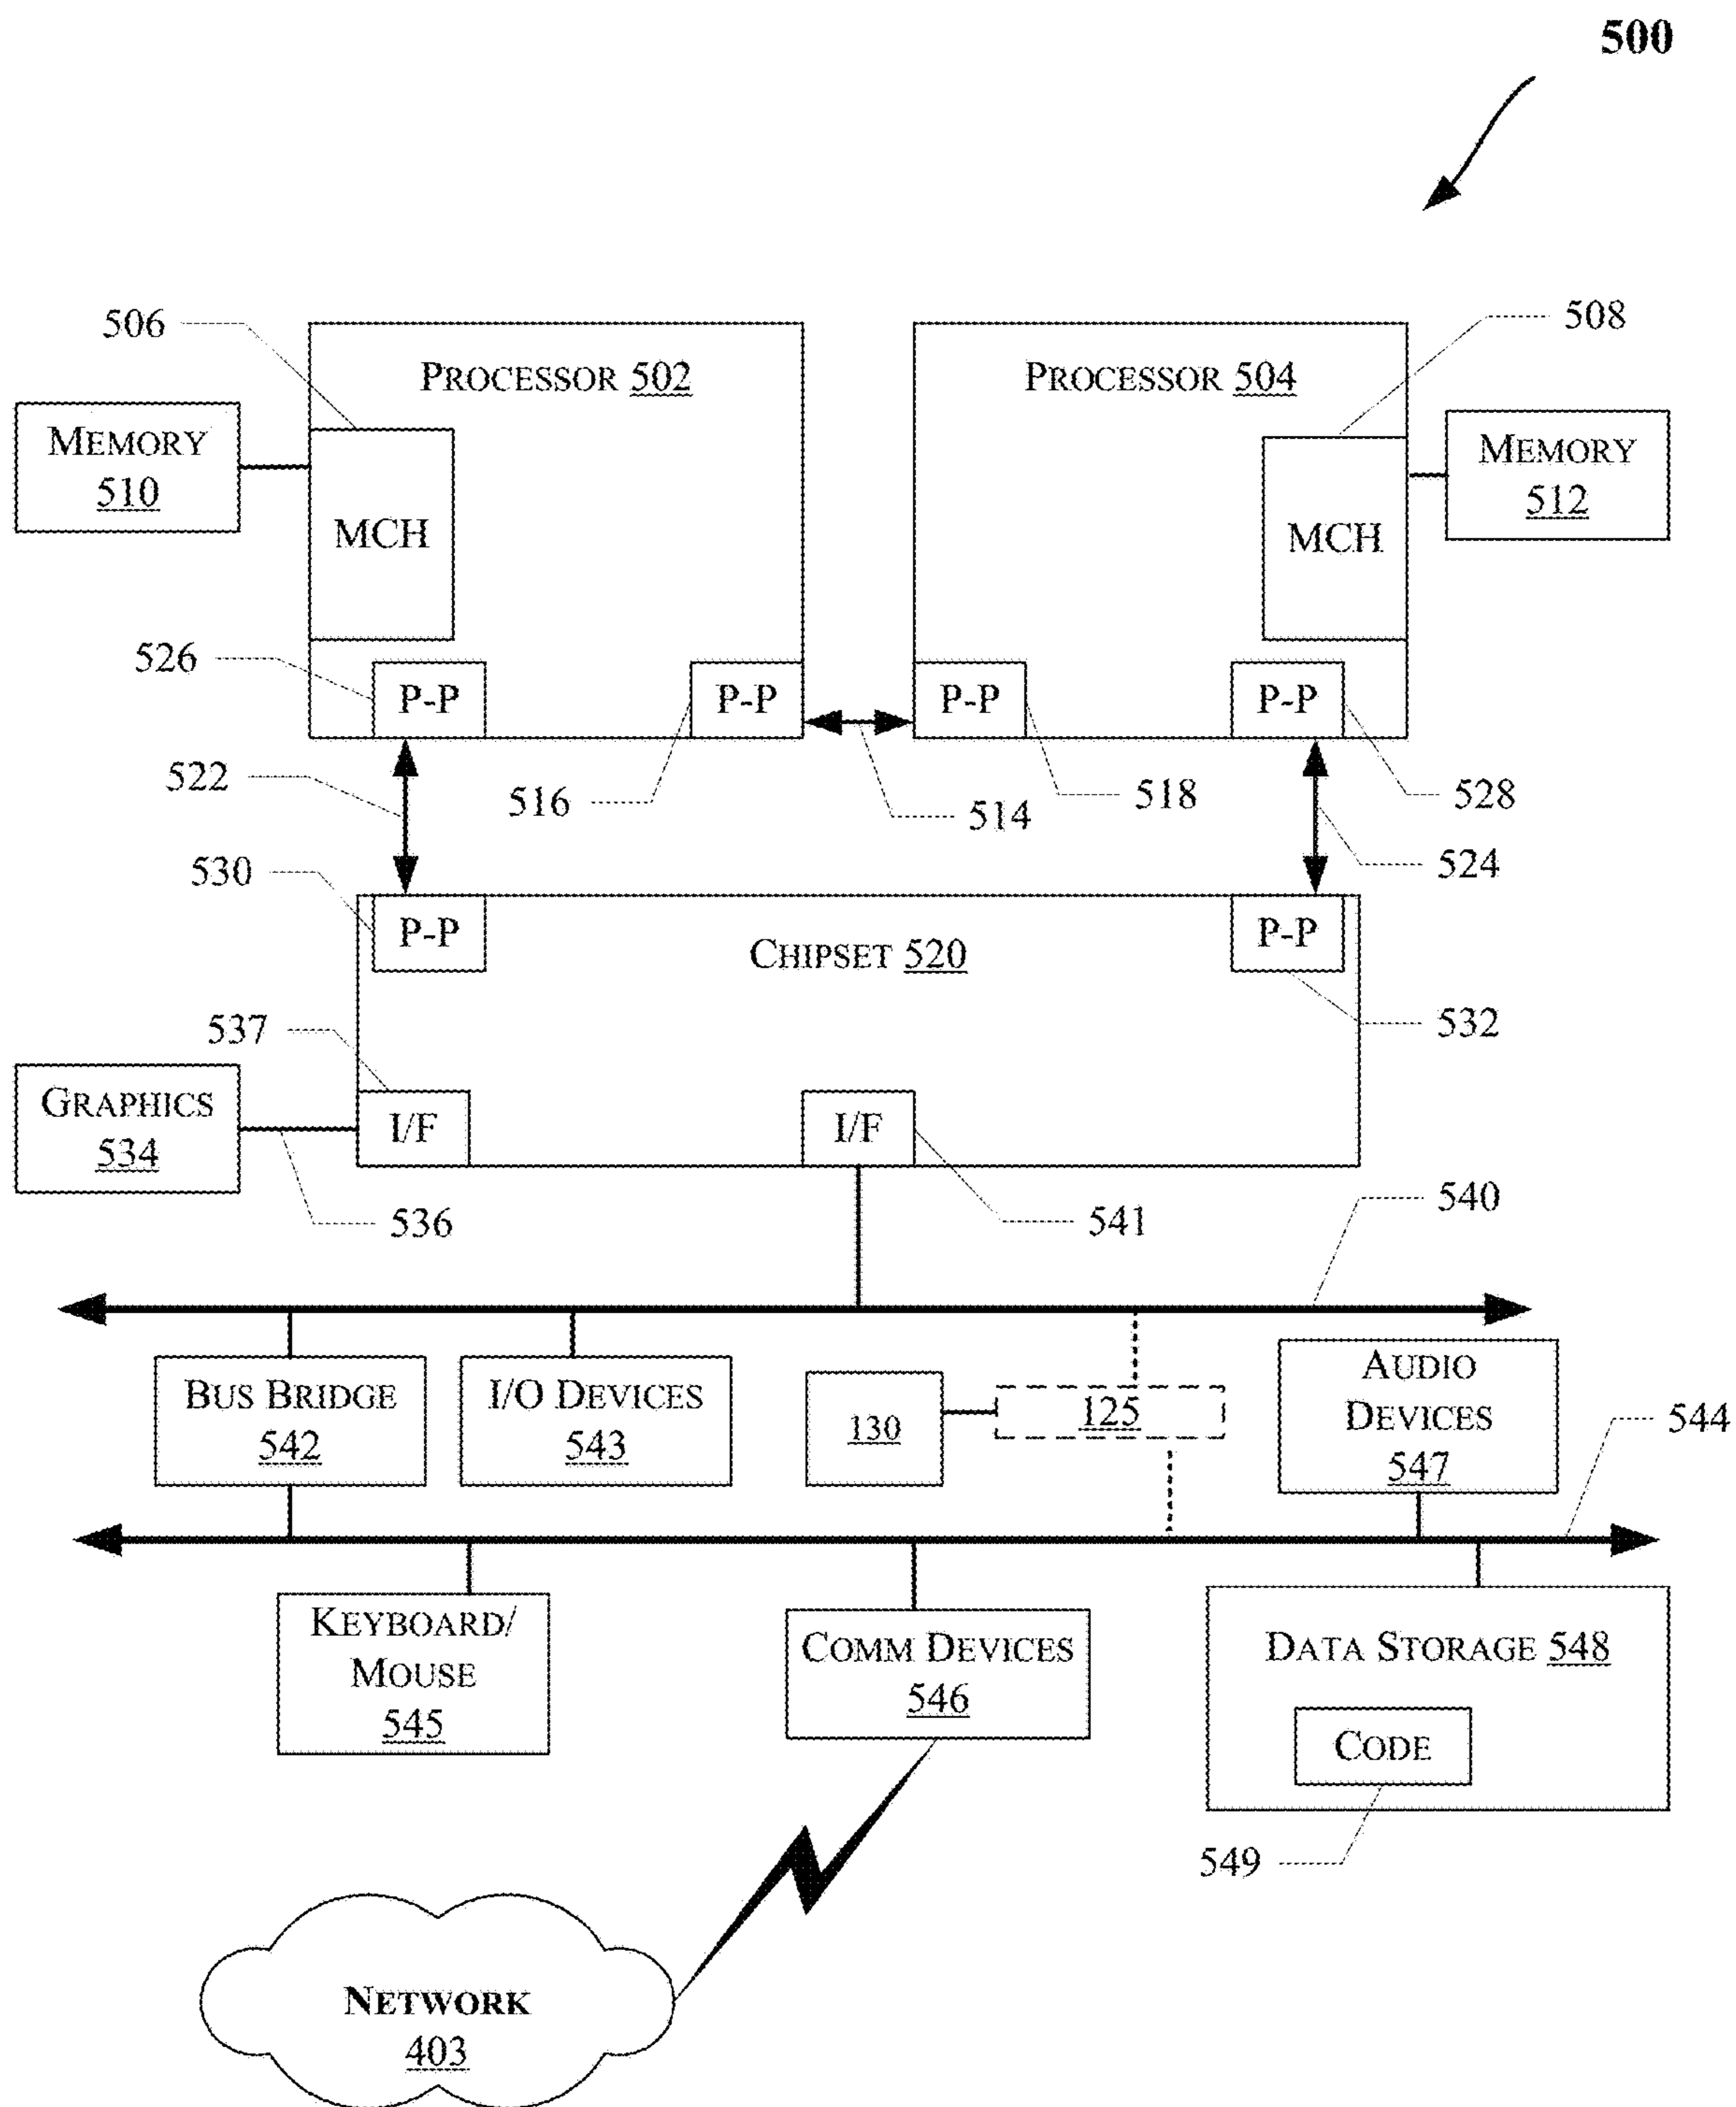 500
506
508
PROCESSOR 502
PROCESSOR 504
MEMORY
510
MEMORY
512
MCH
MCH
526
P-P
P-P
P-P
P-P
522
516
514
518
528
524
530
P-P
CHIPSET 520
P-P
532
537
GRAPHICS
534
I/F
I/F
536
541
540
BUS BRIDGE
542
I/O DEVICES
543
130
125
AUDIO
DEVICES
547
544
KEYBOARD/
MOUSE
545
COMM DEVICES
546
DATA STORAGE 548
CODE
549
NETWORK
403